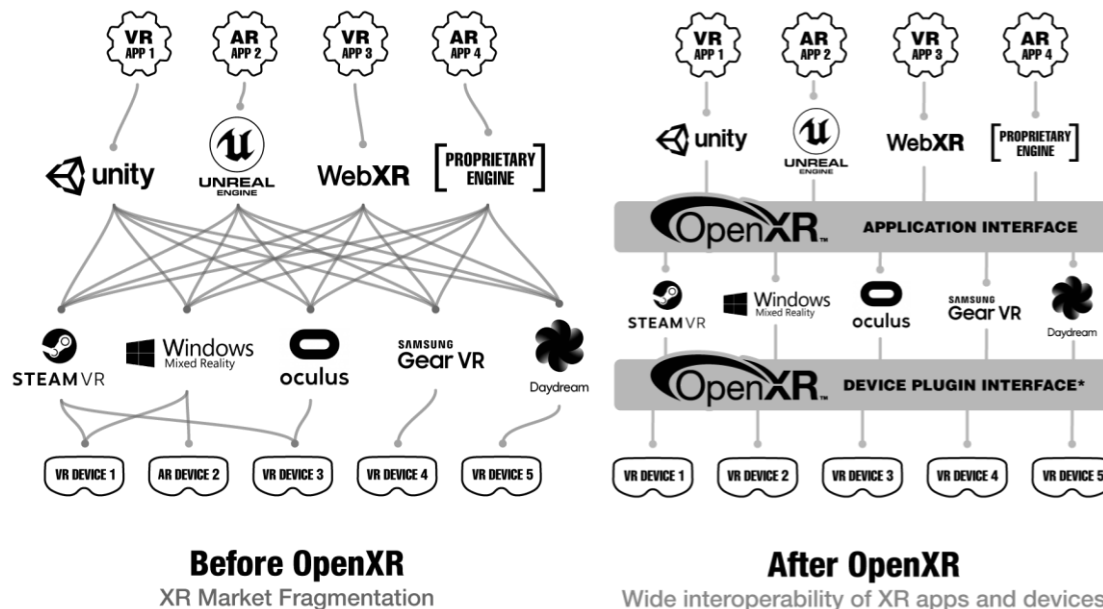 VR
APP 1
AR
APP 2
VR
APP 3
AR
APP 4
unity
UNREAL
ENGINE
WebXR
PROPRIETARY
ENGINE
STEAMVR
Windows
Mixed Reality
oculus
SAMSUNG
Gear VR
Daydream
VR DEVICE 1
AR DEVICE 2
VR DEVICE 3
VR DEVICE 4
VR DEVICE 5
Before OpenXR
XR Market Fragmentation
VR
APP 1
AR
APP 2
VR
APP 3
AR
APP 4
unity
UNREAL
ENGINE
WebXR
PROPRIETARY
ENGINE
OpenXR™ APPLICATION INTERFACE
STEAMVR
Windows
Mixed Reality
oculus
SAMSUNG
Gear VR
Daydream
OpenXR™ DEVICE PLUGIN INTERFACE*
VR DEVICE 1
VR DEVICE 2
VR DEVICE 3
VR DEVICE 4
VR DEVICE 5
After OpenXR
Wide interoperability of XR apps and devices